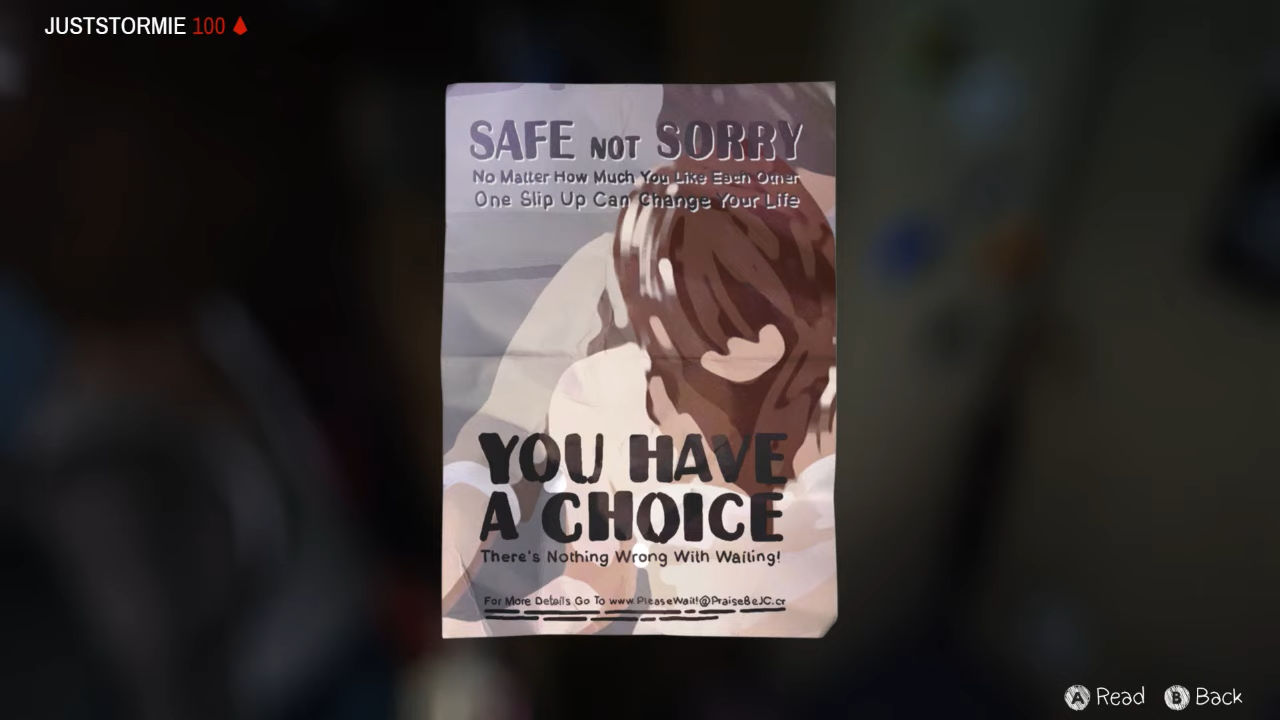 JUSTSTORMIE 100
SAFE NOT SORRY
No Matter How Much You Like Each Other
One Slip Up Can Change Your Life
YOU HAVE
A CHOICE
There's Nothing Wrong With Waiting!
For More Details Go To www.PleaseWait!@PraiseBeJC.cr
A Read B Back